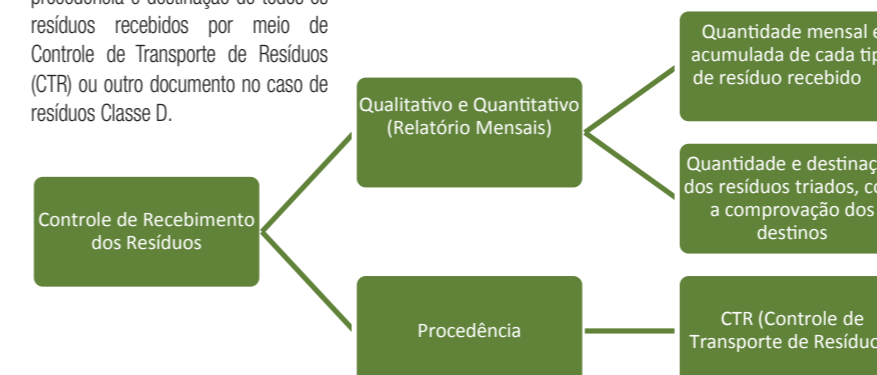 resíduos recebidos por meio de
Controle de Transporte de Resíduos
(CTR) ou outro documento no caso de
resíduos Classe D.
Controle de Recebimento
dos Resíduos
Qualitativo e Quantitativo
(Relatório Mensais)
Quantidade mensal e
acumulada de cada
de resíduo recebido
Quantidade e
dos resíduos triados,
a comprovação dos
destinos
Procedência
CTR (Controle de
Transporte de